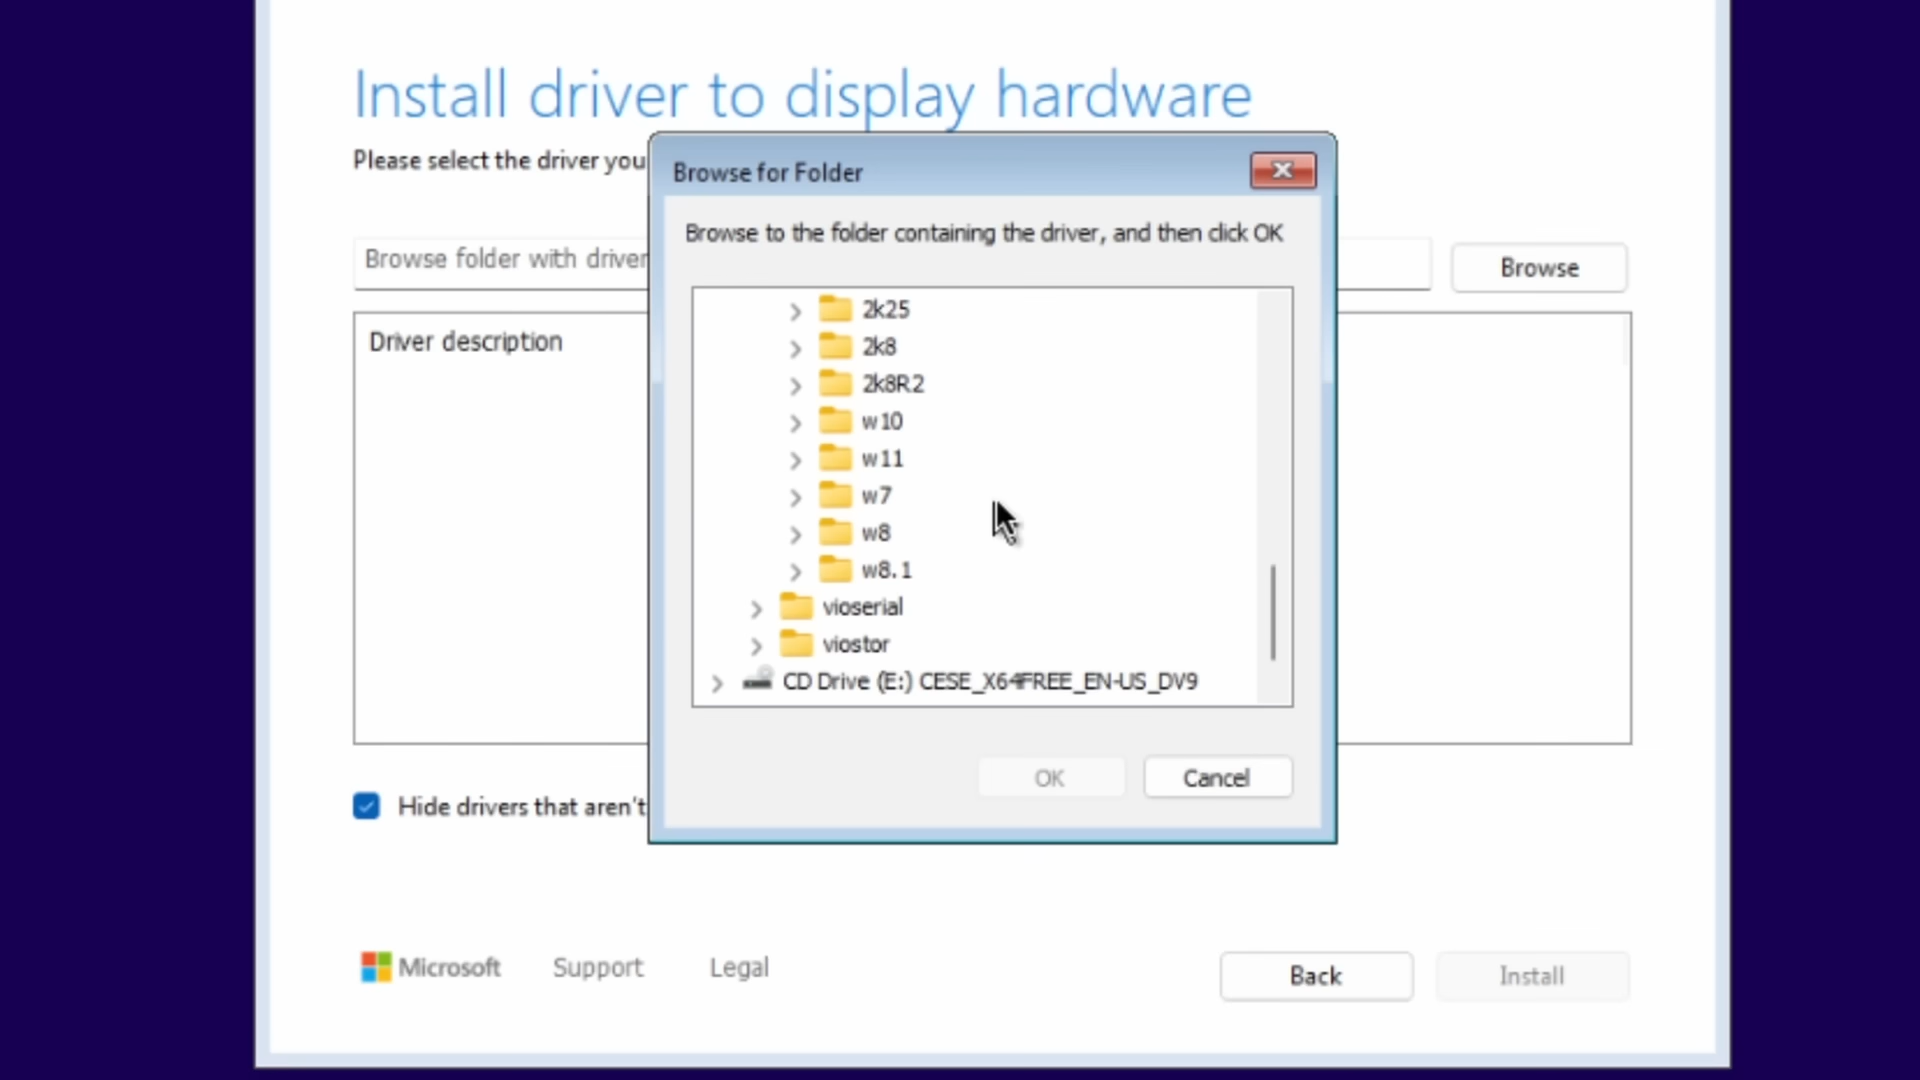 Install driver to display hardware
Please select the driver you
Browse folder with driver
Browse
Driver description
Browse for Folder
Browse to the folder containing the driver, and then click OK
2k25
2k8
2k8R2
w10
w11
w7
w8
w8.1
vioserial
viostor
CD Drive (E:) CESE_X64FREE_EN-US_DV9
OK
Cancel
Hide drivers that aren't
Microsoft
Support
Legal
Back
Install